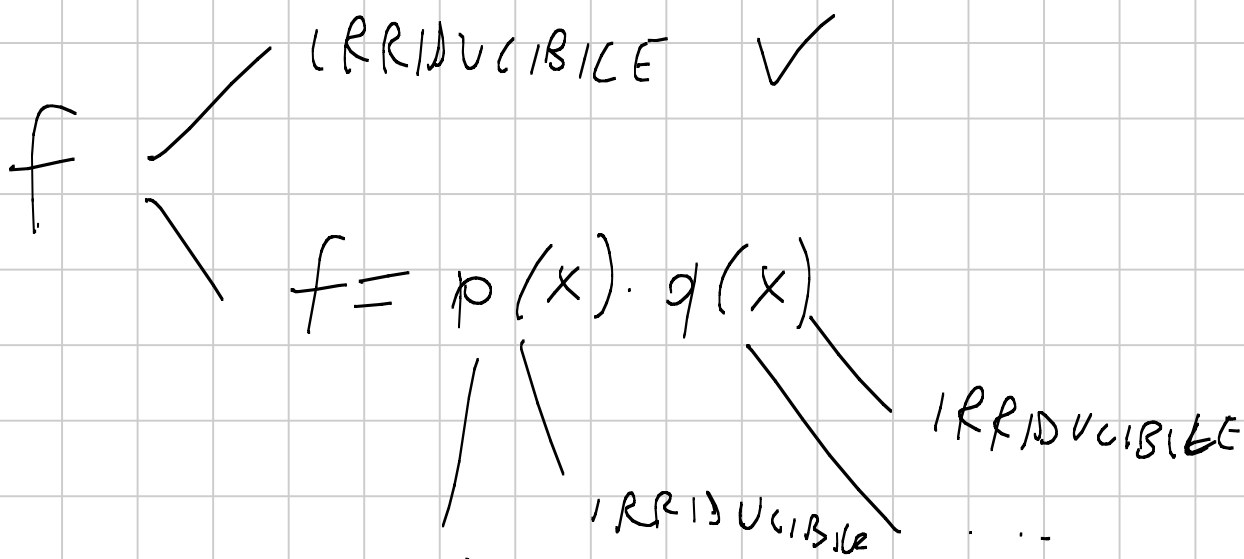 IRRIDUCIBILE ✓
f
f = p(x) · q(x)
IRRIDUCIBILE
IRRIDUCIBILE ...